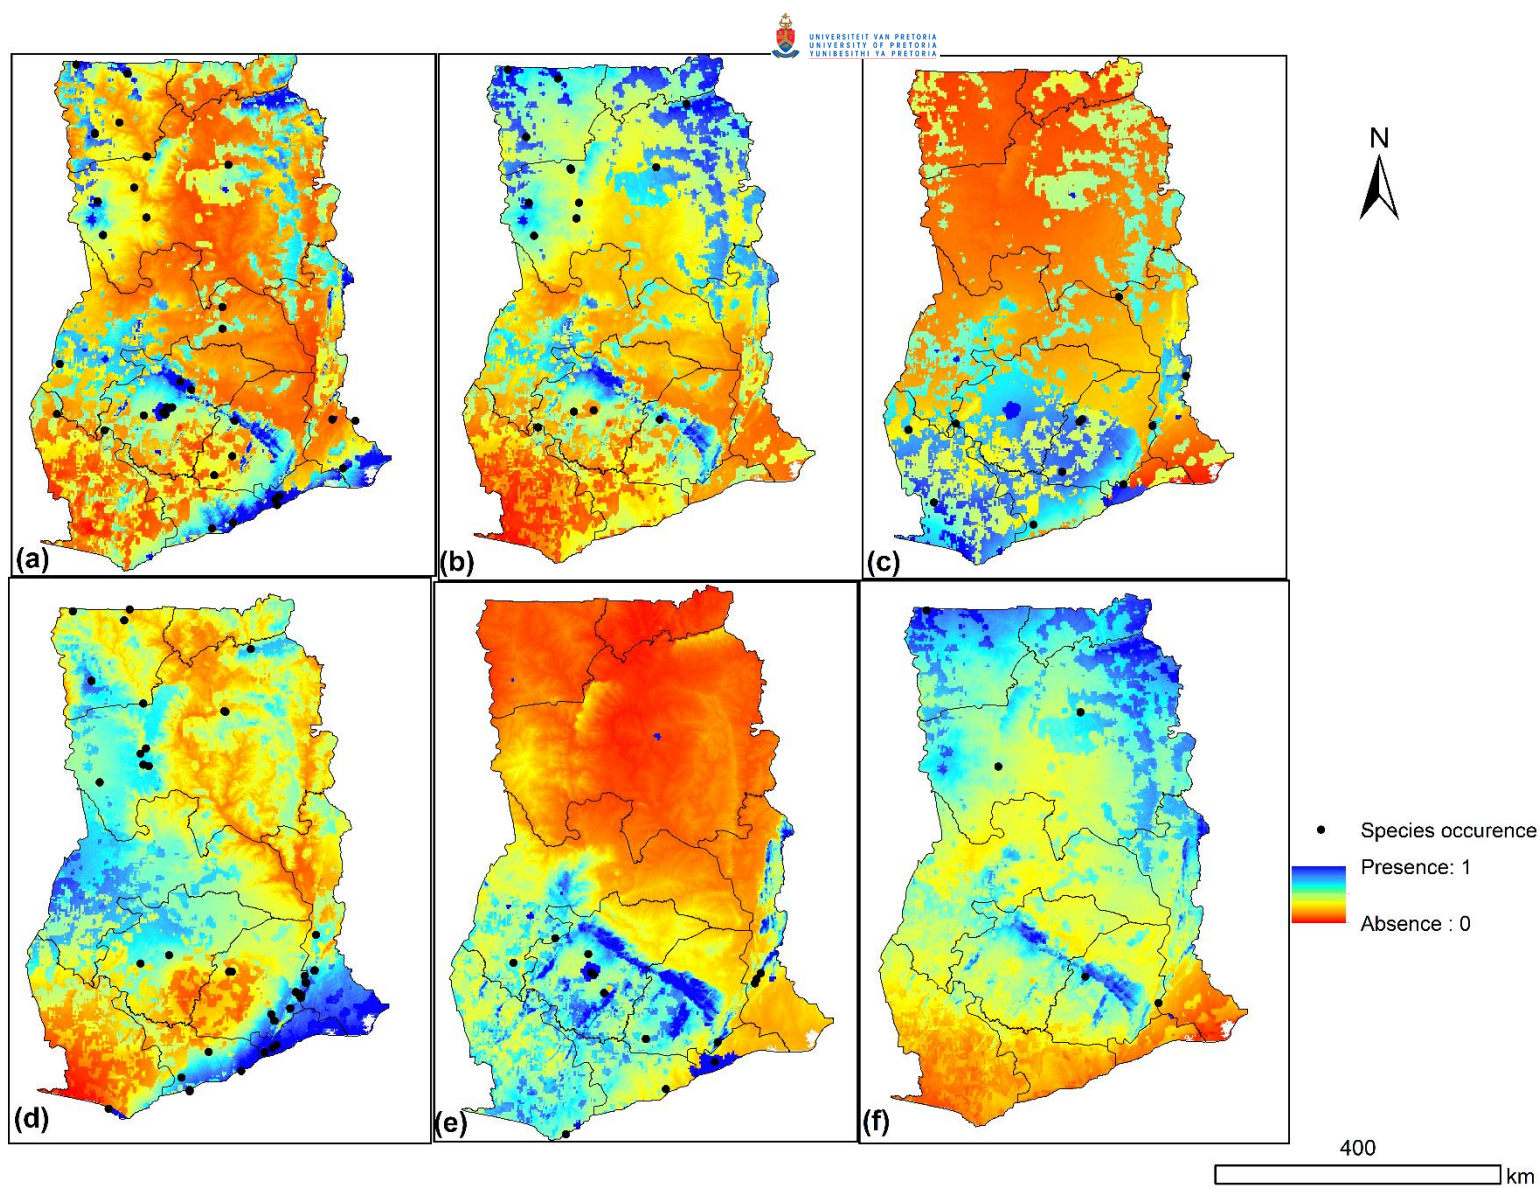 UNIVERSITEIT VAN PRETORIA
UNIVERSITY OF PRETORIA
YUNIBESITHI YA PRETORIA
N
(a)
(b)
(c)
Species occurence
Presence: 1
Absence : 0
(d)
(e)
(f)
400
km